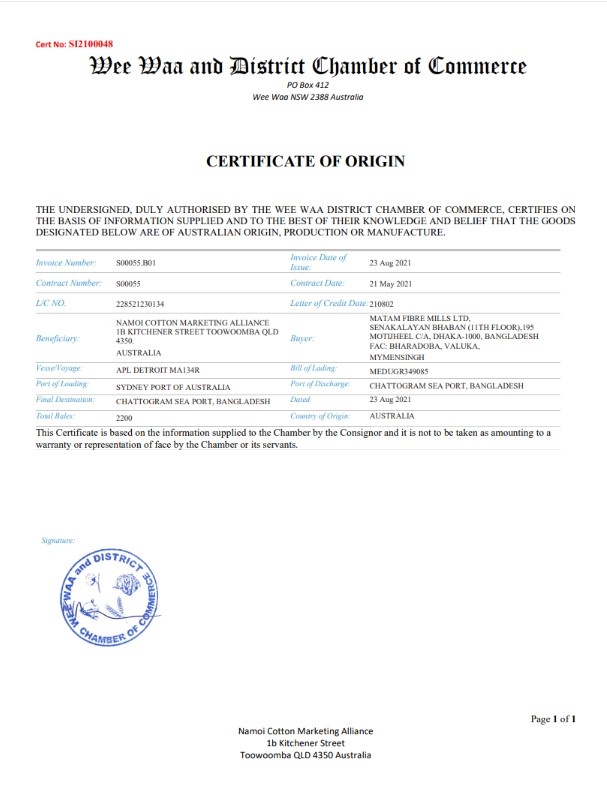 Cert No: SI2100048
Wee Waa and District Chamber of Commerce
PO Box 412
Wee Waa NSW 2388 Australia
CERTIFICATE OF ORIGIN
THE UNDERSIGNED, DULY AUTHORISED BY THE WEE WAA DISTRICT CHAMBER OF COMMERCE, CERTIFIES ON
THE BASIS OF INFORMATION SUPPLIED AND TO THE BEST OF THEIR KNOWLEDGE AND BELIEF THAT THE GOODS
DESIGNATED BELOW ARE OF AUSTRALIAN ORIGIN, PRODUCTION OR MANUFACTURE.
Invoice Number: S00055.B01 Invoice Date of
Issue: 23 Aug 2021
Contract Number: S00055 Contract Date: 21 May 2021
L/C NO. 228521230134 Letter of Credit Date: 210802
Beneficiary: NAMOI COTTON MARKETING ALLIANCE
1B KITCHENER STREET TOOWOOMBA QLD
4350.
AUSTRALIA
Buyer: MATAM FIBRE MILLS LTD,
SENAKALAYAN BHABAN (11TH FLOOR),195
MOTIJHEEL C/A, DHAKA-1000, BANGLADESH
FAC: BHARADOBA, VALUKA,
MYMENSINGH
Vesse/Voyage: APL DETROIT MA134R Bill of Lading: MEDUGR349085
Port of Loading: SYDNEY PORT OF AUSTRALIA Port of Discharge: CHATTOGRAM SEA PORT, BANGLADESH
Final Destination: CHATTOGRAM SEA PORT, BANGLADESH Dated 23 Aug 2021
Total Bales: 2200 Country of Origin: AUSTRALIA
This Certificate is based on the information supplied to the Chamber by the Consignor and it is not to be taken as amounting to a
warranty or representation of face by the Chamber or its servants.
Signature:
WEE WAA and DISTRICT
CHAMBER OF COMMERCE
Page 1 of 1
Namoi Cotton Marketing Alliance
1b Kitchener Street
Toowoomba QLD 4350 Australia